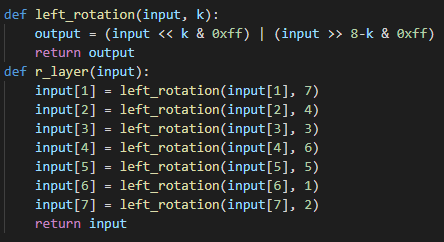 def left_rotation(input, k):
    output = (input << k & 0xff) | (input >> 8-k & 0xff)
    return output
def r_layer(input):
    input[1] = left_rotation(input[1], 7)
    input[2] = left_rotation(input[2], 4)
    input[3] = left_rotation(input[3], 3)
    input[4] = left_rotation(input[4], 6)
    input[5] = left_rotation(input[5], 5)
    input[6] = left_rotation(input[6], 1)
    input[7] = left_rotation(input[7], 2)
    return input